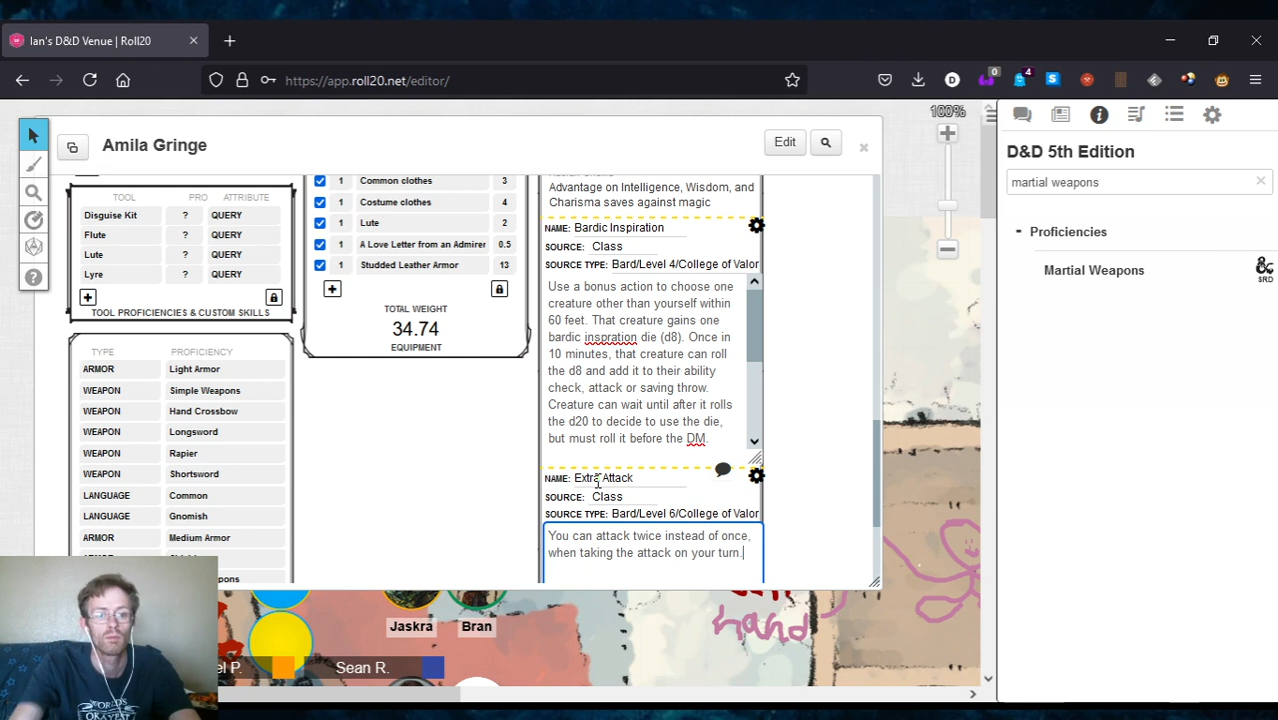 Ian's D&D Venue | Roll20
https://app.roll20.net/editor/
0
4
D
S
100%
Amila Gringe
Edit
D&D 5th Edition
martial weapons
Proficiencies
Martial Weapons
SRD
TOOL PRO ATTRIBUTE
Disguise Kit ? QUERY
Flute ? QUERY
Lute ? QUERY
Lyre ? QUERY
TOOL PROFICIENCIES & CUSTOM SKILLS
TYPE PROFICIENCY
ARMOR Light Armor
WEAPON Simple Weapons
WEAPON Hand Crossbow
WEAPON Longsword
WEAPON Rapier
WEAPON Shortsword
LANGUAGE Common
LANGUAGE Gnomish
ARMOR Medium Armor
1 Common clothes 3
1 Costume clothes 4
1 Lute 2
1 A Love Letter from an Admirer 0.5
1 Studded Leather Armor 13
TOTAL WEIGHT
34.74
EQUIPMENT
Advantage on Intelligence, Wisdom, and
Charisma saves against magic
NAME: Bardic Inspiration
SOURCE: Class
SOURCE TYPE: Bard/Level 4/College of Valor
Use a bonus action to choose one
creature other than yourself within
60 feet. That creature gains one
bardic inspration die (d8). Once in
10 minutes, that creature can roll
the d8 and add it to their ability
check, attack or saving throw.
Creature can wait until after it rolls
the d20 to decide to use the die,
but must roll it before the DM.
NAME: Extra Attack
SOURCE: Class
SOURCE TYPE: Bard/Level 6/College of Valor
You can attack twice instead of once,
when taking the attack on your turn.
Jaskra
Bran
hand
el P.
Sean R.
WORLD'S
OKAYEST